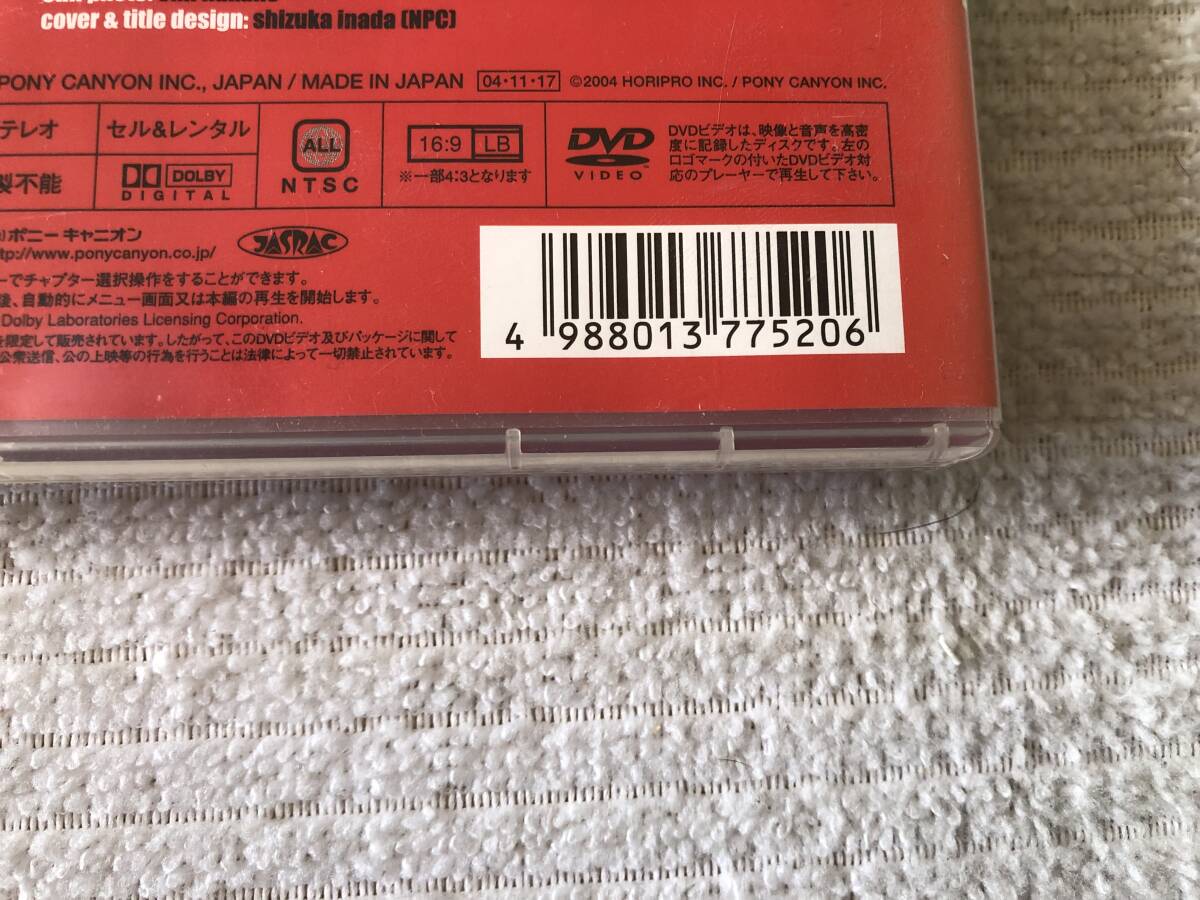 cover & title design: shizuka inada (NPC)
PONY CANYON INC., JAPAN / MADE IN JAPAN 04・11・17 ©2004 HORIPRO INC. / PONY CANYON INC.
テレオ
セル&レンタル
ALL
NTSC
16:9 LB
※一部4:3となります
DVD
VIDEO
DVDビデオは、映像と音声を高密
度に記録したディスクです。左の
ロゴマークの付いたDVDビデオ対
応のプレーヤーで再生して下さい。
製不能
DOLBY
DIGITAL
ポニー キャニオン
http://www.ponycanyon.co.jp/
JASRAC
ーでチャプター選択操作をすることができます。
後、自動的にメニュー画面又は本編の再生を開始します。
Dolby Laboratories Licensing Corporation.
を限定して販売されています。したがって、このDVDビデオ及びパッケージに関して
公衆送信、公の上映等の行為を行うことは法律によって一切禁止されています。
4 988013 775206